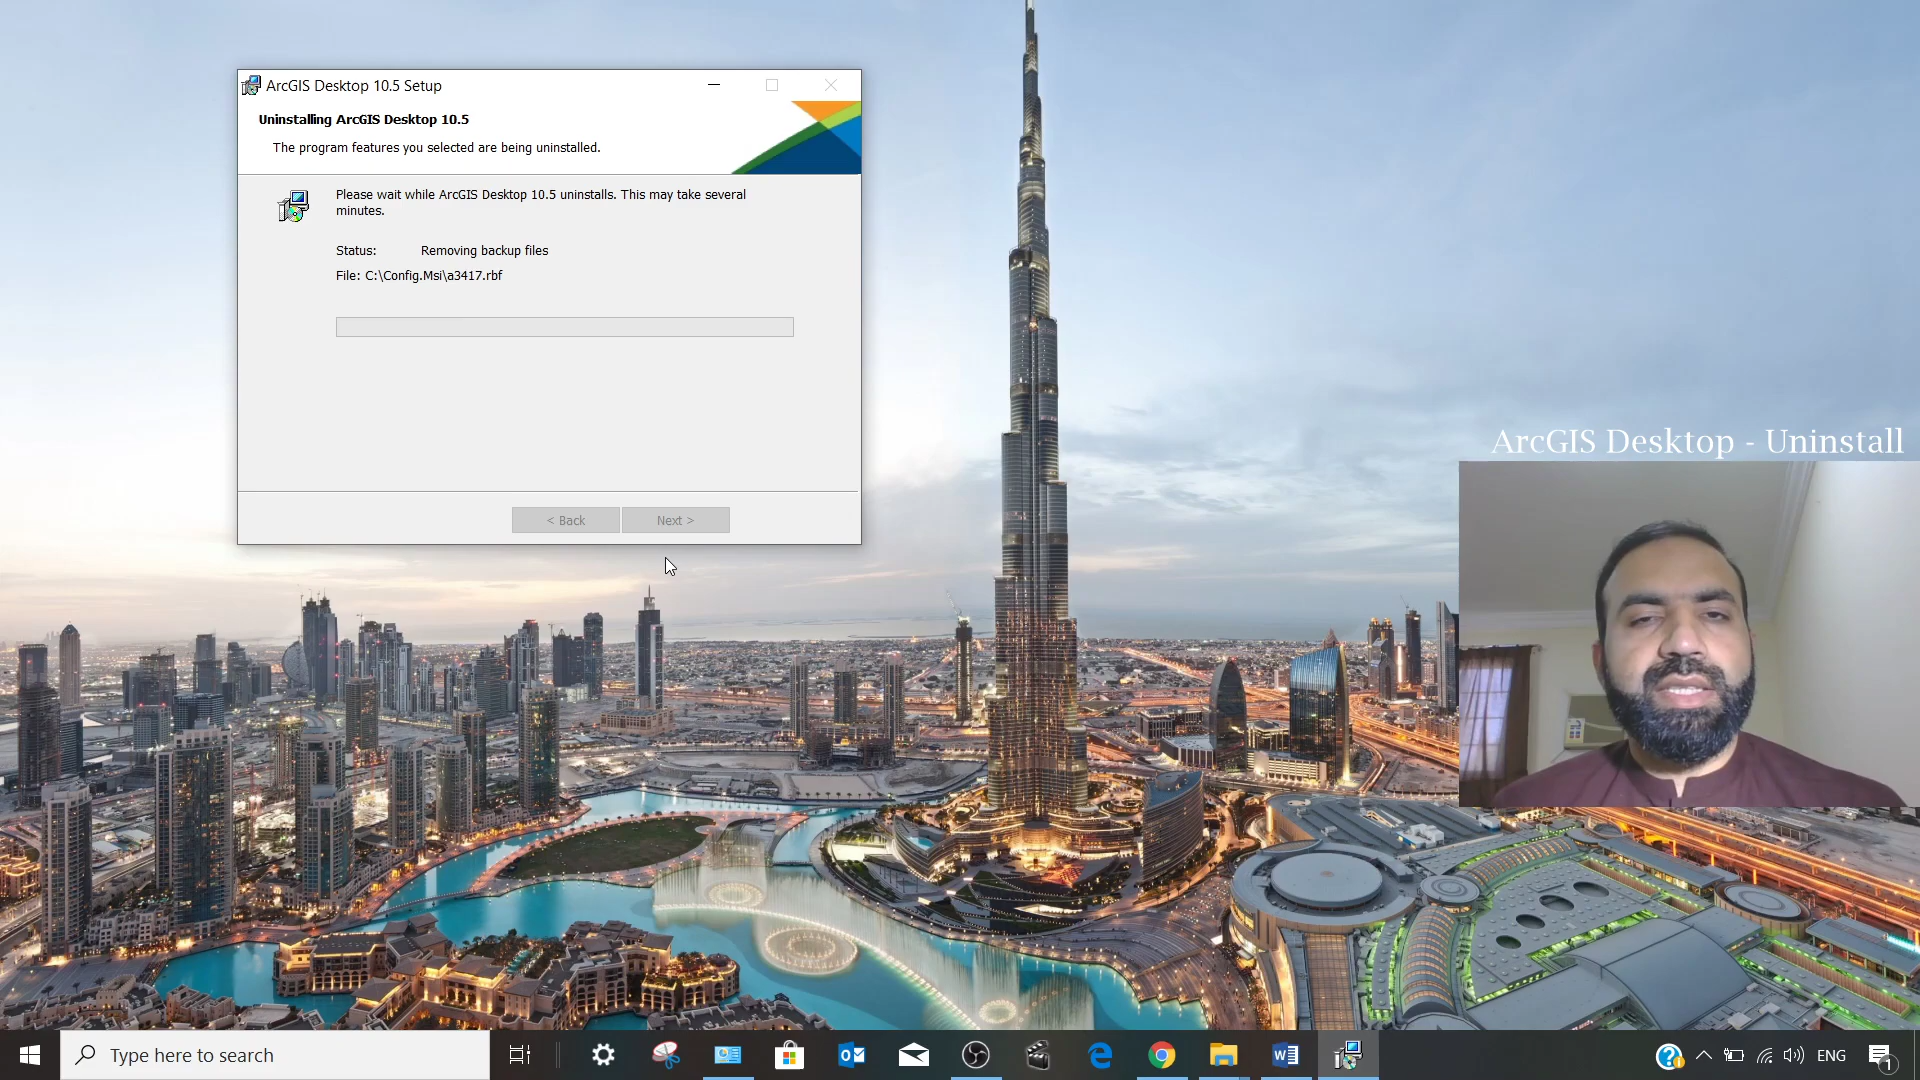 ArcGIS Desktop 10.5 Setup
Uninstalling ArcGIS Desktop 10.5
The program features you selected are being uninstalled.
Please wait while ArcGIS Desktop 10.5 uninstalls. This may take several
minutes.
Status: Removing backup files
File: C:\Config.Msi\a3417.rbf
< Back
Next >
ArcGIS Desktop - Uninstall
Type here to search
ENG
1